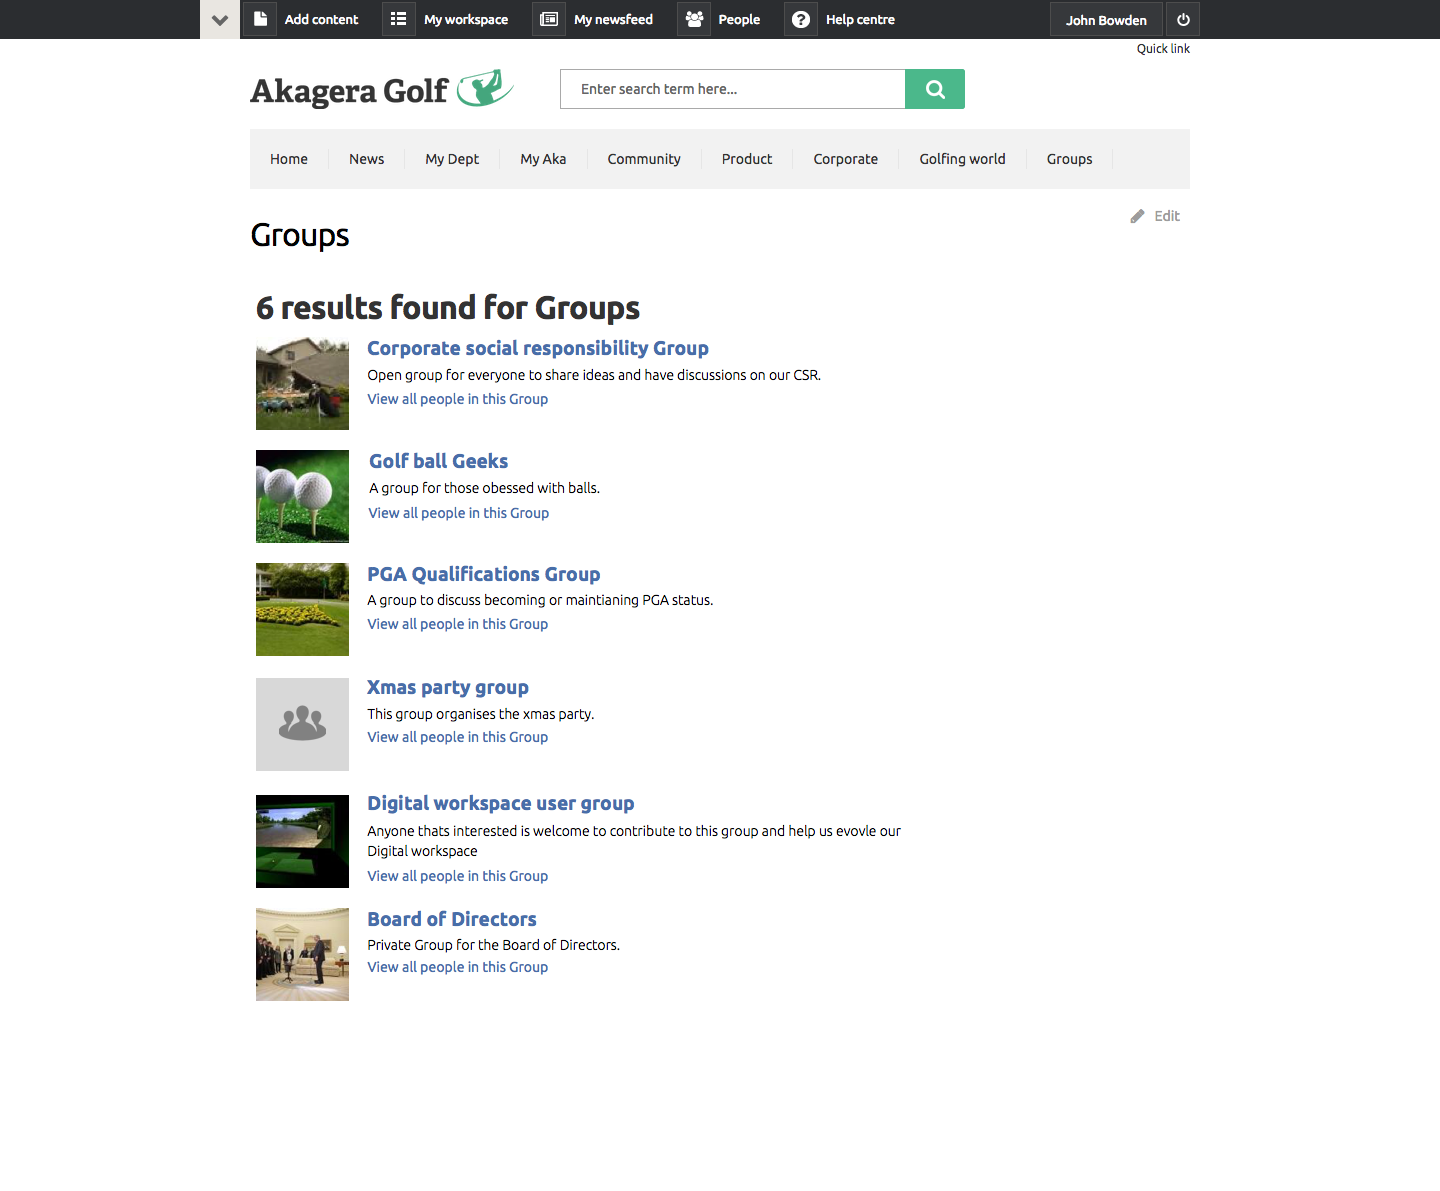 Add content
My workspace
My newsfeed
People
Help centre
John Bowden
Quick link
Akagera Golf
Enter search term here...
Home
News
My Dept
My Aka
Community
Product
Corporate
Golfing world
Groups
Edit
Groups
6 results found for Groups
Corporate social responsibility Group
Open group for everyone to share ideas and have discussions on our CSR.
View all people in this Group
Golf ball Geeks
A group for those obessed with balls.
View all people in this Group
PGA Qualifications Group
A group to discuss becoming or maintianing PGA status.
View all people in this Group
Xmas party group
This group organises the xmas party.
View all people in this Group
Digital workspace user group
Anyone thats interested is welcome to contribute to this group and help us evovle our
Digital workspace
View all people in this Group
Board of Directors
Private Group for the Board of Directors.
View all people in this Group